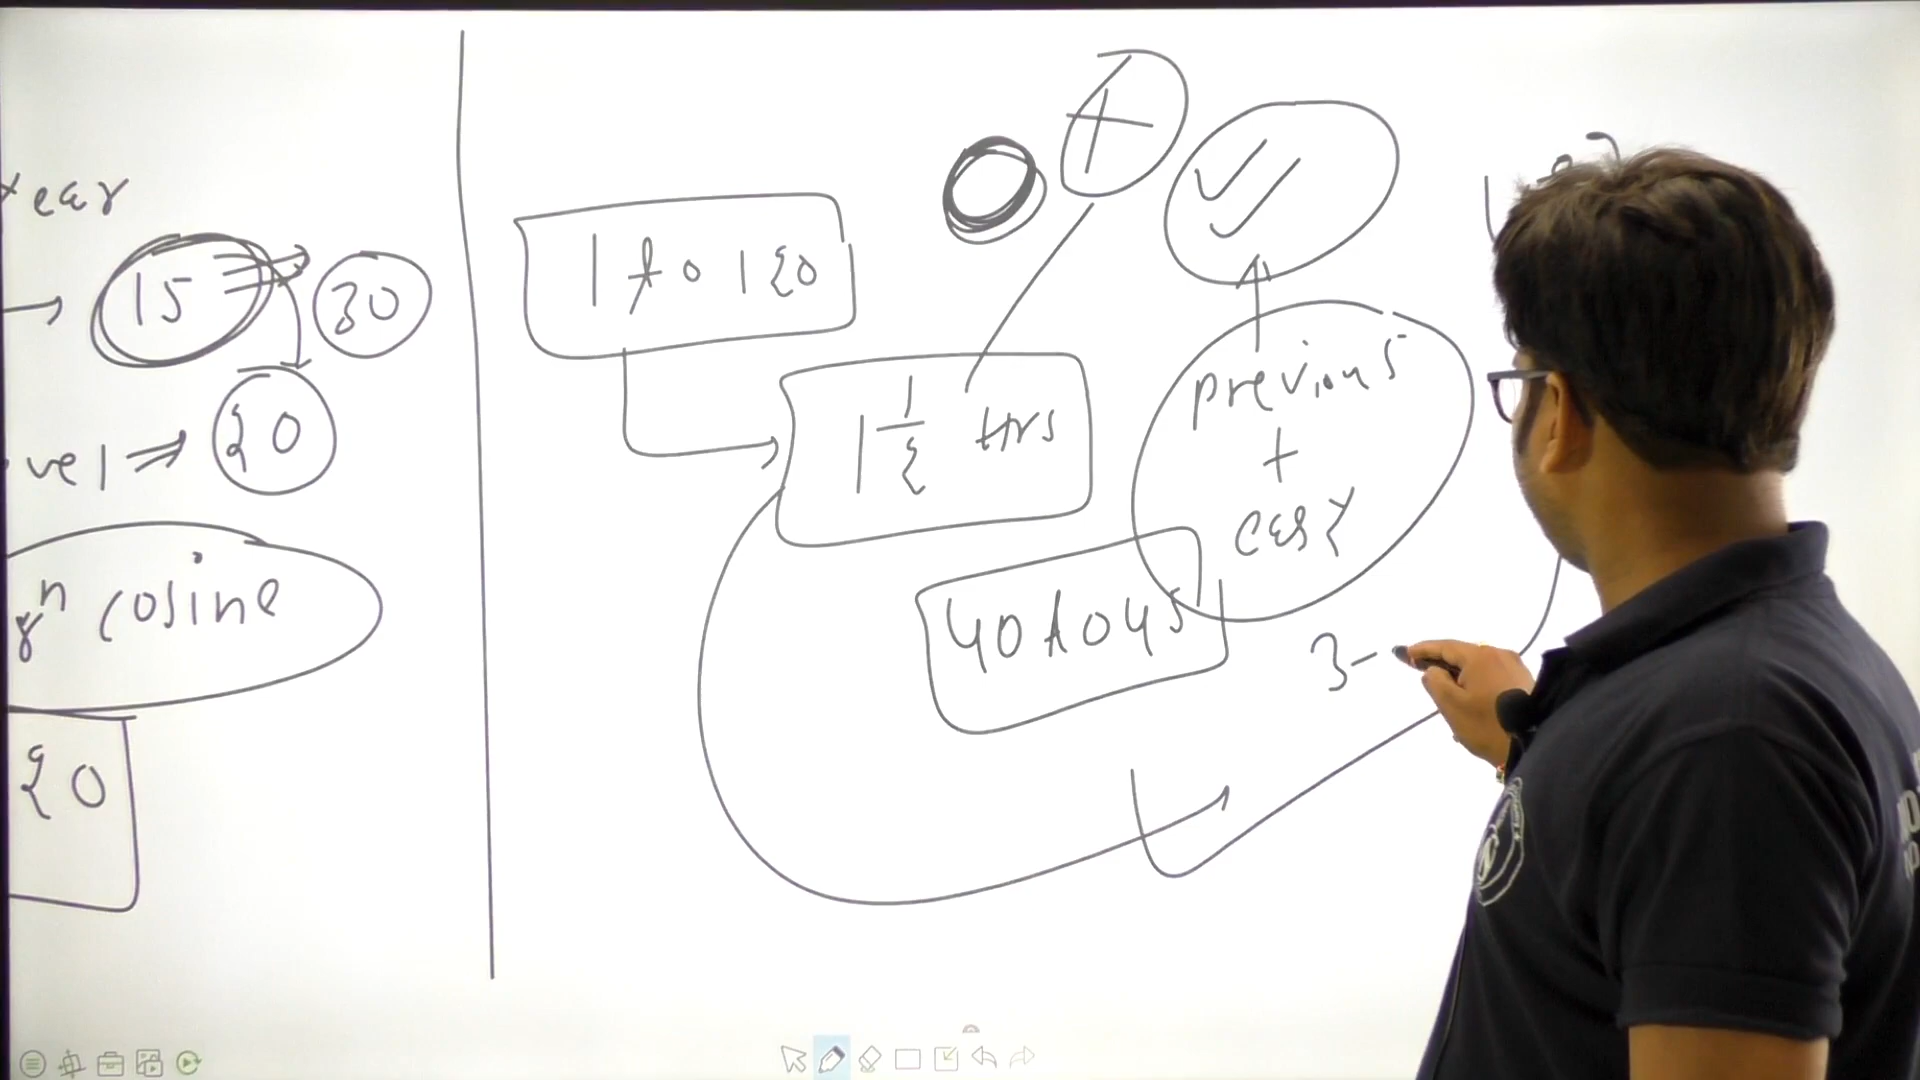 year
15
30
vel ⇒ 20
cosine
20
1 to 120
1 1/2 Hrs
previous
+
easy
40 to 45
3-